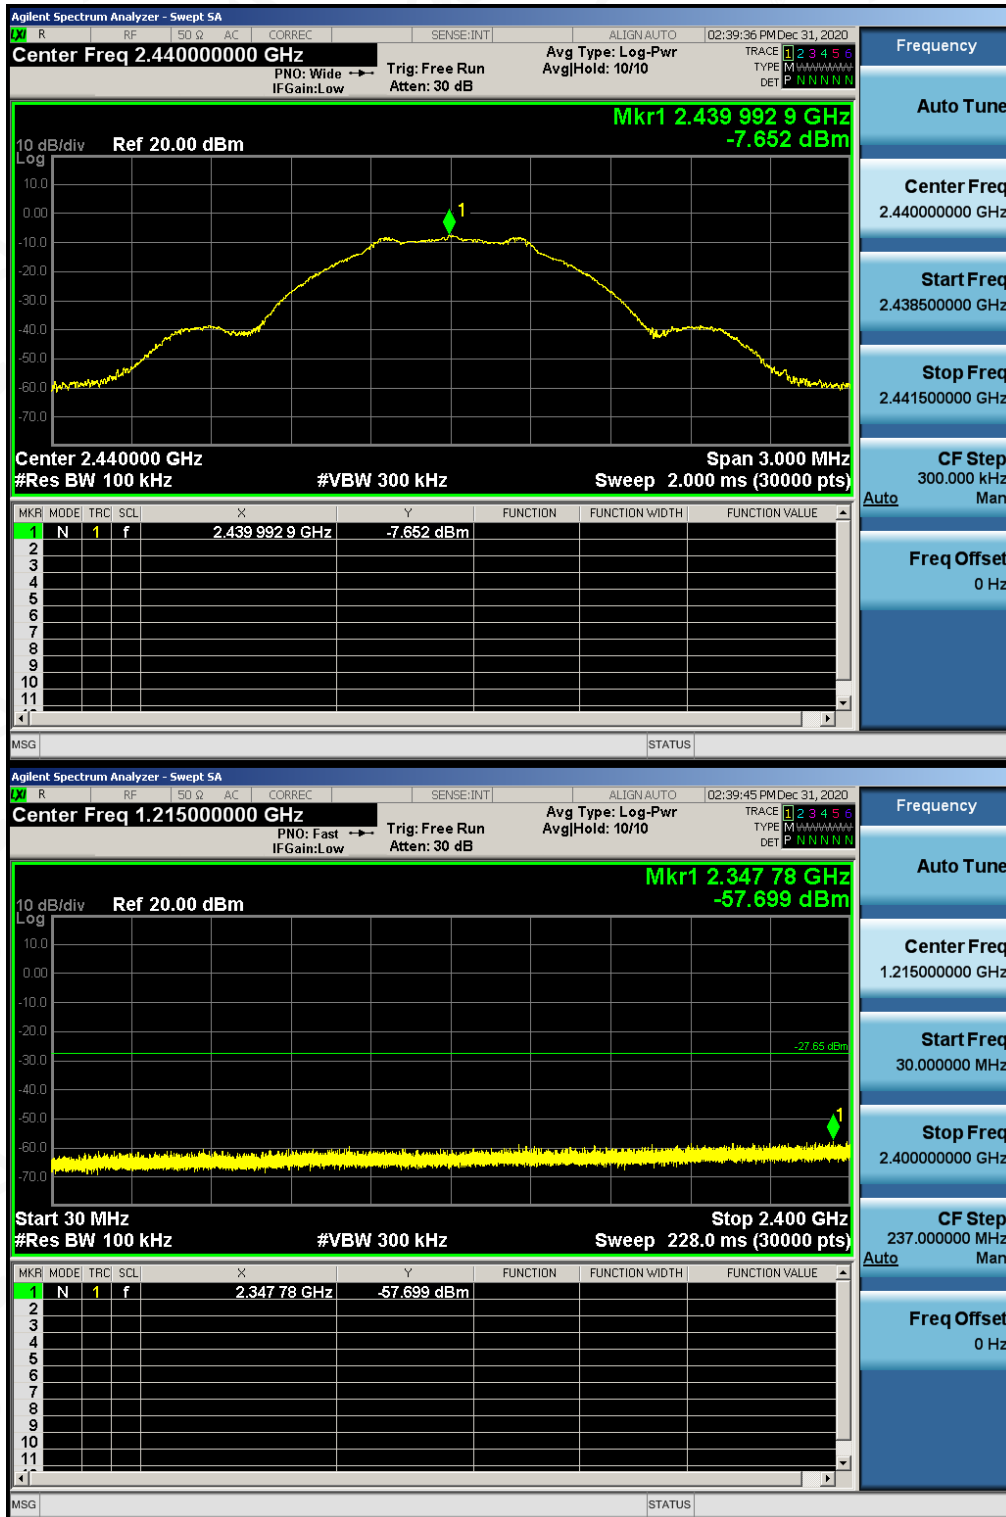 Agilent Spectrum Analyzer - Swept SA
LXI R RF 50 Ω AC CORREC SENSE:INT ALIGN AUTO 02:39:36 PM Dec 31, 2020
Center Freq 2.440000000 GHz
PNO: Wide
IFGain:Low
Trig: Free Run
Atten: 30 dB
Avg Type: Log-Pwr
Avg|Hold: 10/10
TRACE 1 2 3 4 5 6
TYPE M WWWWW
DET P N N N N N
Mkr1 2.439 992 9 GHz
-7.652 dBm
10 dB/div Ref 20.00 dBm
Log
10.0
0.00
-10.0
-20.0
-30.0
-40.0
-50.0
-60.0
-70.0
1
Center 2.440000 GHz Span 3.000 MHz
#Res BW 100 kHz #VBW 300 kHz Sweep 2.000 ms (30000 pts)
MKR MODE TRC SCL X Y FUNCTION FUNCTION WIDTH FUNCTION VALUE
1 N 1 f 2.439 992 9 GHz -7.652 dBm
2
3
4
5
6
7
8
9
10
11
MSG STATUS
Frequency
Auto Tune
Center Freq
2.440000000 GHz
Start Freq
2.438500000 GHz
Stop Freq
2.441500000 GHz
CF Step
300.000 kHz
Auto Man
Freq Offset
0 Hz
Agilent Spectrum Analyzer - Swept SA
LXI R RF 50 Ω AC CORREC SENSE:INT ALIGN AUTO 02:39:45 PM Dec 31, 2020
Center Freq 1.215000000 GHz
PNO: Fast
IFGain:Low
Trig: Free Run
Atten: 30 dB
Avg Type: Log-Pwr
Avg|Hold: 10/10
TRACE 1 2 3 4 5 6
TYPE M WWWWW
DET P N N N N N
Mkr1 2.347 78 GHz
-57.699 dBm
10 dB/div Ref 20.00 dBm
Log
10.0
0.00
-10.0
-20.0
-30.0
-40.0
-50.0
-60.0
-70.0
-27.65 dBm
1
Start 30 MHz Stop 2.400 GHz
#Res BW 100 kHz #VBW 300 kHz Sweep 228.0 ms (30000 pts)
MKR MODE TRC SCL X Y FUNCTION FUNCTION WIDTH FUNCTION VALUE
1 N 1 f 2.347 78 GHz -57.699 dBm
2
3
4
5
6
7
8
9
10
11
MSG STATUS
Frequency
Auto Tune
Center Freq
1.215000000 GHz
Start Freq
30.000000 MHz
Stop Freq
2.400000000 GHz
CF Step
237.000000 MHz
Auto Man
Freq Offset
0 Hz